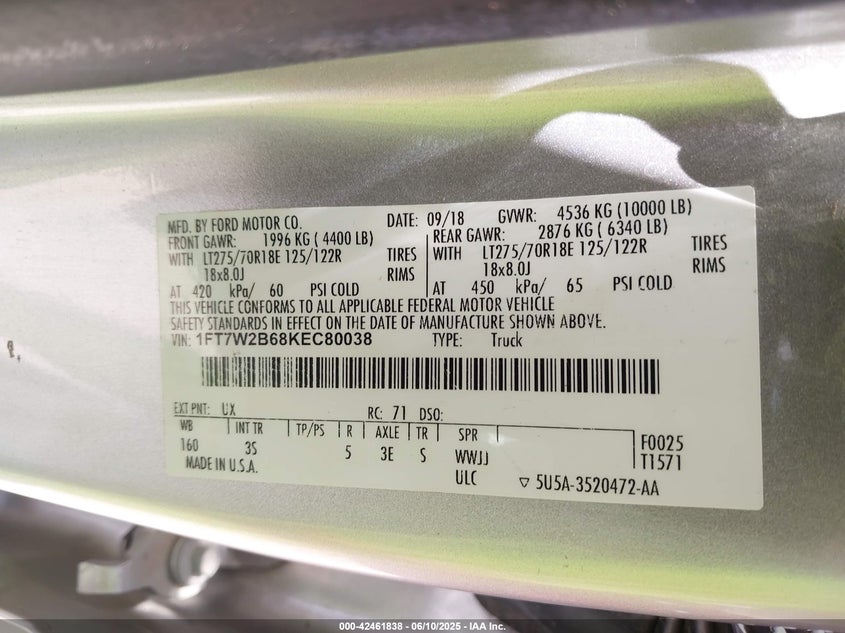 MFD. BY FORD MOTOR CO. DATE: 09/18 GVWR: 4536 KG (10000 LB)
FRONT GAWR: 1996 KG ( 4400 LB) REAR GAWR: 2876 KG ( 6340 LB)
WITH LT275/70R18E 125/122R TIRES WITH LT275/70R18E 125/122R TIRES
18x8.0J RIMS 18x8.0J RIMS
AT 420 kPa/ 60 PSI COLD AT 450 kPa/ 65 PSI COLD
THIS VEHICLE CONFORMS TO ALL APPLICABLE FEDERAL MOTOR VEHICLE
SAFETY STANDARDS IN EFFECT ON THE DATE OF MANUFACTURE SHOWN ABOVE.
VIN: 1FT7W2B68KEC80038 TYPE: Truck
EXT PNT: UX RC: 71 DSO:
WB INT TR TP/PS R AXLE TR SPR
160 3S 5 3E S WWJJ F0025
MADE IN U.S.A. ULC T1571
5U5A-3520472-AA
000-42461838 - 06/10/2025 - IAA Inc.